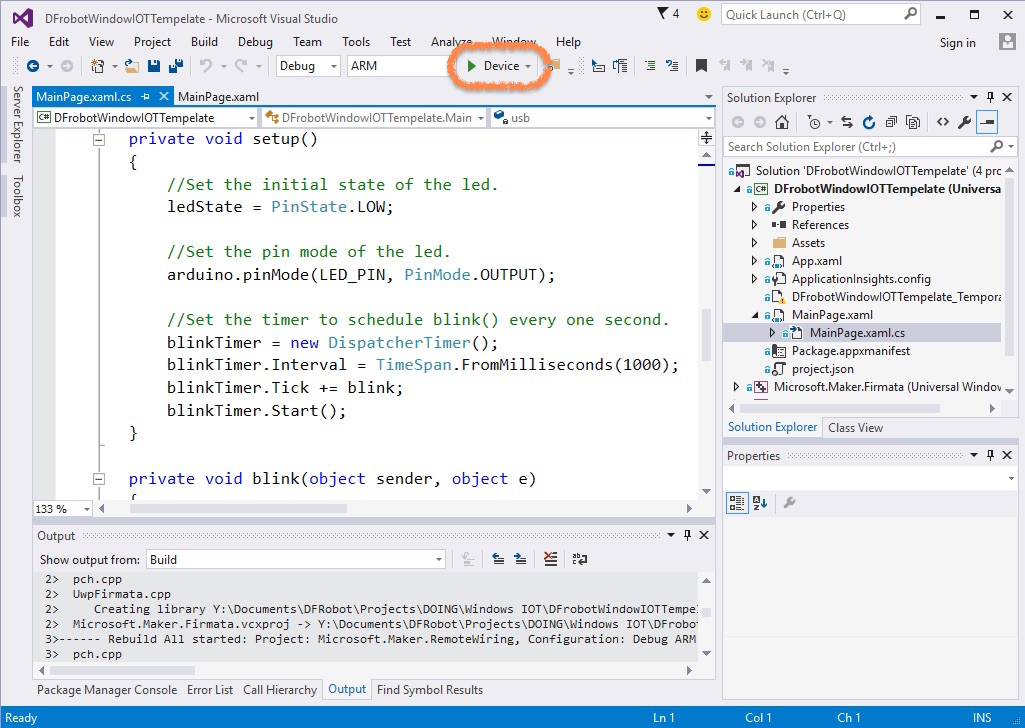 DFrobotWindowIOTTempelate - Microsoft Visual Studio
4
Quick Launch (Ctrl+Q)
File Edit View Project Build Debug Team Tools Test Analyze Window Help
Sign in
Debug ARM Device
Server Explorer
Toolbox
MainPage.xaml.cs MainPage.xaml
DFrobotWindowIOTTempelate DFrobotWindowIOTTempelate.Main usb
private void setup()
{
//Set the initial state of the led.
ledState = PinState.LOW;
//Set the pin mode of the led.
arduino.pinMode(LED_PIN, PinMode.OUTPUT);
//Set the timer to schedule blink() every one second.
blinkTimer = new DispatcherTimer();
blinkTimer.Interval = TimeSpan.FromMilliseconds(1000);
blinkTimer.Tick += blink;
blinkTimer.Start();
}
private void blink(object sender, object e)
{
133 %
Solution Explorer
Search Solution Explorer (Ctrl+;)
Solution 'DFrobotWindowIOTTempelate' (4 prc
C# DFrobotWindowIOTTempelate (Universa
Properties
References
Assets
App.xaml
ApplicationInsights.config
DFrobotWindowIOTTempelate_Tempora
MainPage.xaml
MainPage.xaml.cs
Package.appxmanifest
project.json
Microsoft.Maker.Firmata (Universal Window
Solution Explorer Class View
Properties
Output
Show output from: Build
2> pch.cpp
2> UwpFirmata.cpp
2> Creating library Y:\Documents\DFRobot\Projects\DOING\Windows IOT\DFrobotWindowIOTTempel
2> Microsoft.Maker.Firmata.vcxproj -> Y:\Documents\DFRobot\Projects\DOING\Windows IOT\DFrobot
3>------ Rebuild All started: Project: Microsoft.Maker.RemoteWiring, Configuration: Debug ARM
3> pch.cpp
Package Manager Console Error List Call Hierarchy Output Find Symbol Results
Ready Ln 1 Col 1 Ch 1 INS